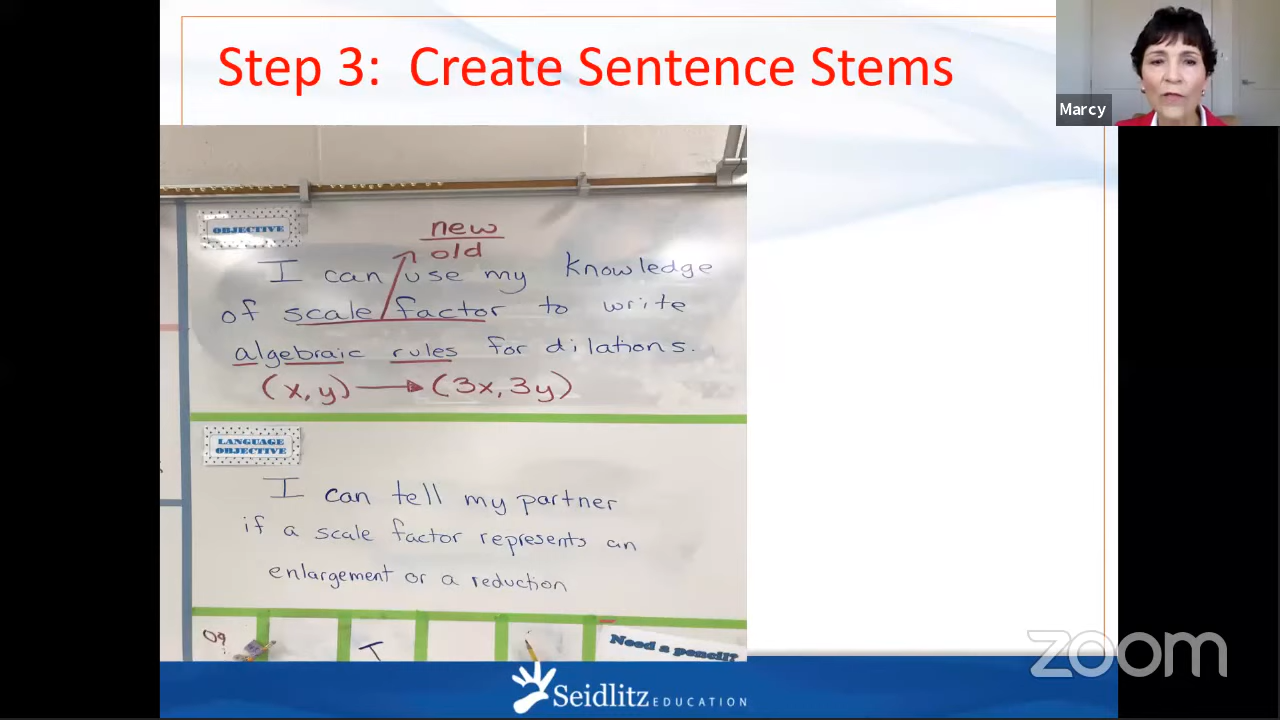 Step 3: Create Sentence Stems
Marcy
OBJECTIVE
new
old
I can use my knowledge
of scale factor to write
algebraic rules for dilations.
(x, y) → (3x, 3y)
LANGUAGE
OBJECTIVE
I can tell my partner
if a scale factor represents an
enlargement or a reduction
09
I
Need a pencil?
zoom
Seidlitz EDUCATION